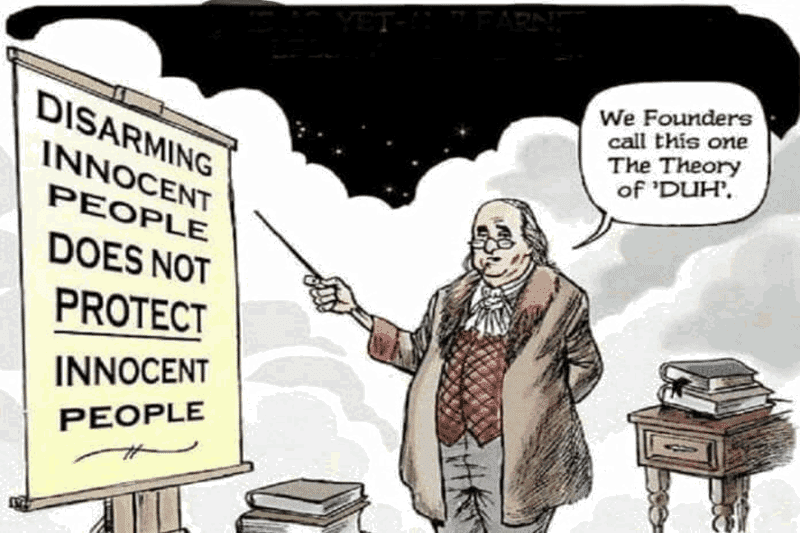 DISARMING
INNOCENT
PEOPLE
DOES NOT
PROTECT
INNOCENT
PEOPLE
We Founders
call this one
The Theory
of 'DUH'.